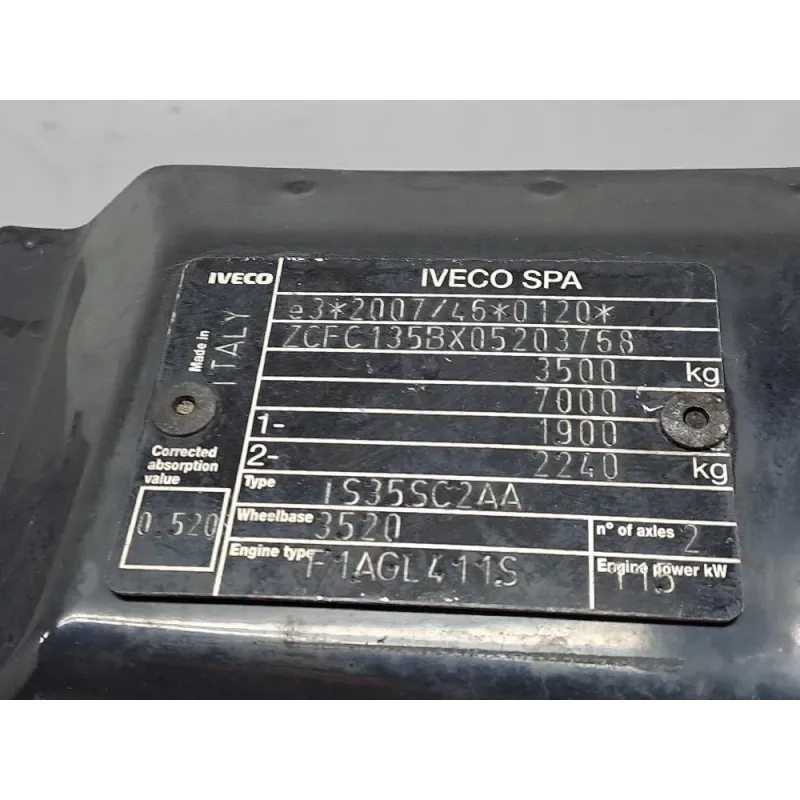 IVECO
IVECO SPA
Made in
ITALY
e3*2007/46*0120*
ZCFC135BX05203768
3500 kg
7000
1- 1900
2- 2240 kg
Corrected
absorption
value
0.520
Type IS35SC2AA
Wheelbase 3520
n° of axles 2
Engine type F1AGL411S
Engine power kW
115